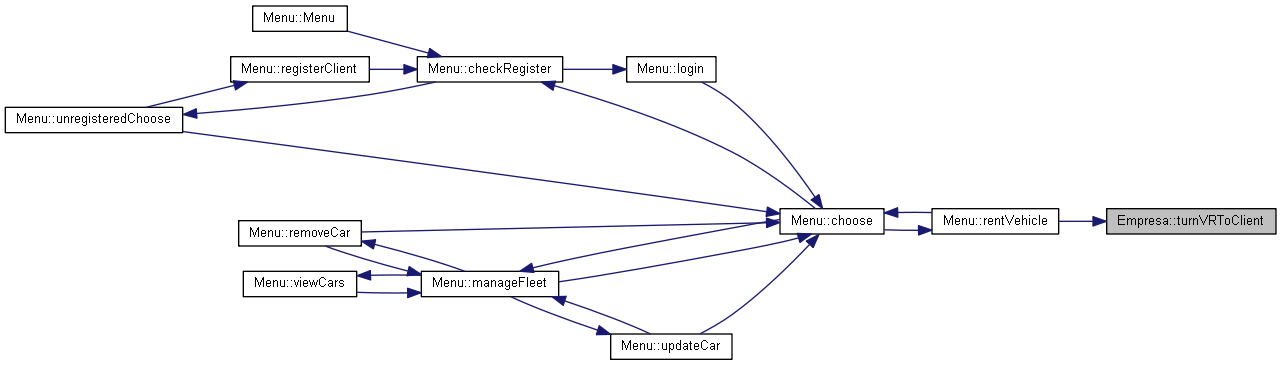 Menu::Menu
Menu::registerClient
Menu::checkRegister
Menu::login
Menu::unregisteredChoose
Menu::choose
Menu::rentVehicle
Empresa::turnVRToClient
Menu::removeCar
Menu::viewCars
Menu::manageFleet
Menu::updateCar